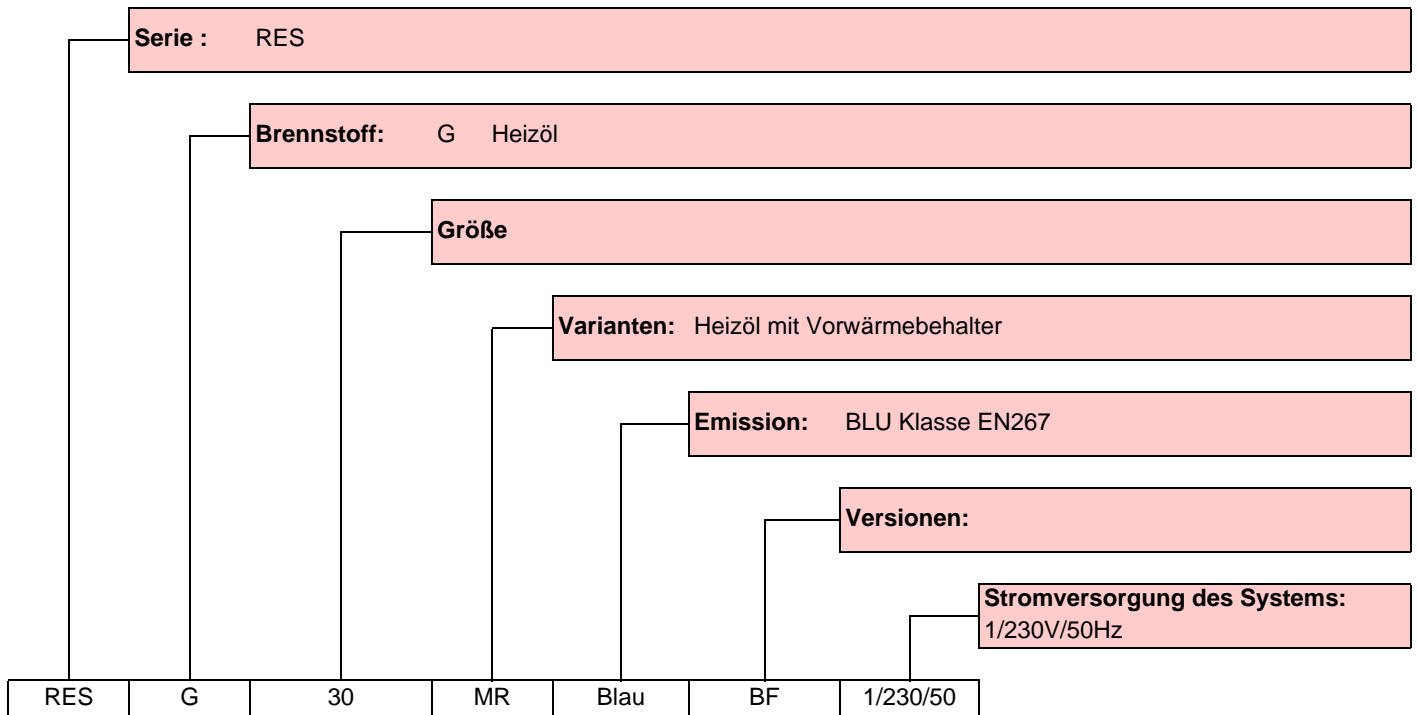 Serie : RES
Brennstoff: G Heizöl
Größe
Varianten: Heizöl mit Vorwärmebehalter
Emission: BLU Klasse EN267
Versionen:
Stromversorgung des Systems:
1/230V/50Hz
RES G 30 MR Blau BF 1/230/50